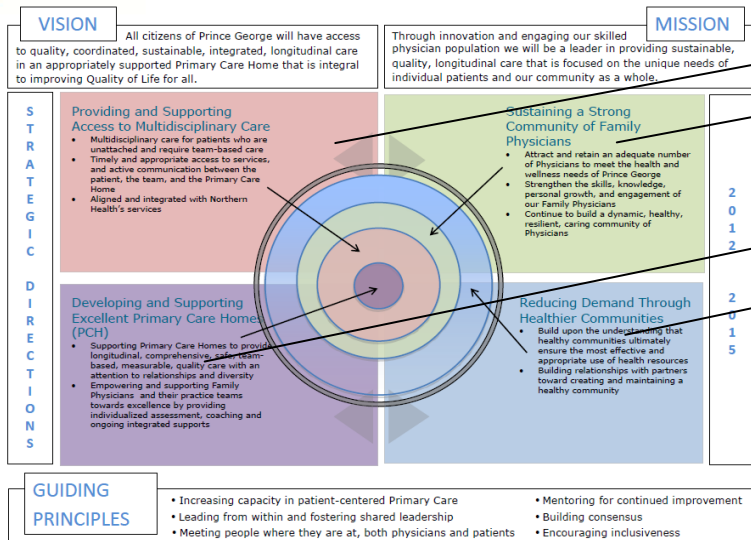 VISION
All citizens of Prince George will have access
to quality, coordinated, sustainable, integrated, longitudinal care
in an appropriately supported Primary Care Home that is integral
to improving Quality of Life for all.
MISSION
Through innovation and engaging our skilled
physician population we will be a leader in providing sustainable,
quality, longitudinal care that is focused on the unique needs of
individual patients and our community as a whole.
STRATEGIC DIRECTIONS
Providing and Supporting
Access to Multidisciplinary Care
• Multidisciplinary care for patients who are
unattached and require team-based care
• Timely and appropriate access to services,
and active communication between the
patient, the team, and the Primary Care
Home
• Aligned and integrated with Northern
Health's services
Sustaining a Strong
Community of Family
Physicians
• Attract and retain an adequate number
of Physicians to meet the health and
wellness needs of Prince George
• Strengthen the skills, knowledge,
personal growth, and engagement of
our Family Physicians
• Continue to build a dynamic, healthy,
resilient, caring community of
Physicians
2012 2015
Developing and Supporting
Excellent Primary Care Homes
(PCH)
• Supporting Primary Care Homes to provide
longitudinal, comprehensive, safe, team-
based, measurable, quality care with an
attention to relationships and diversity
• Empowering and supporting Family
Physicians and their practice teams
towards excellence by providing
individualized assessment, coaching and
ongoing integrated supports
Reducing Demand Through
Healthier Communities
• Build upon the understanding that
healthy communities ultimately
ensure the most effective and
appropriate use of health resources
• Building relationships with partners
toward creating and maintaining a
healthy community
GUIDING
PRINCIPLES
• Increasing capacity in patient-centered Primary Care
• Leading from within and fostering shared leadership
• Meeting people where they are at, both physicians and patients
• Mentoring for continued improvement
• Building consensus
• Encouraging inclusiveness